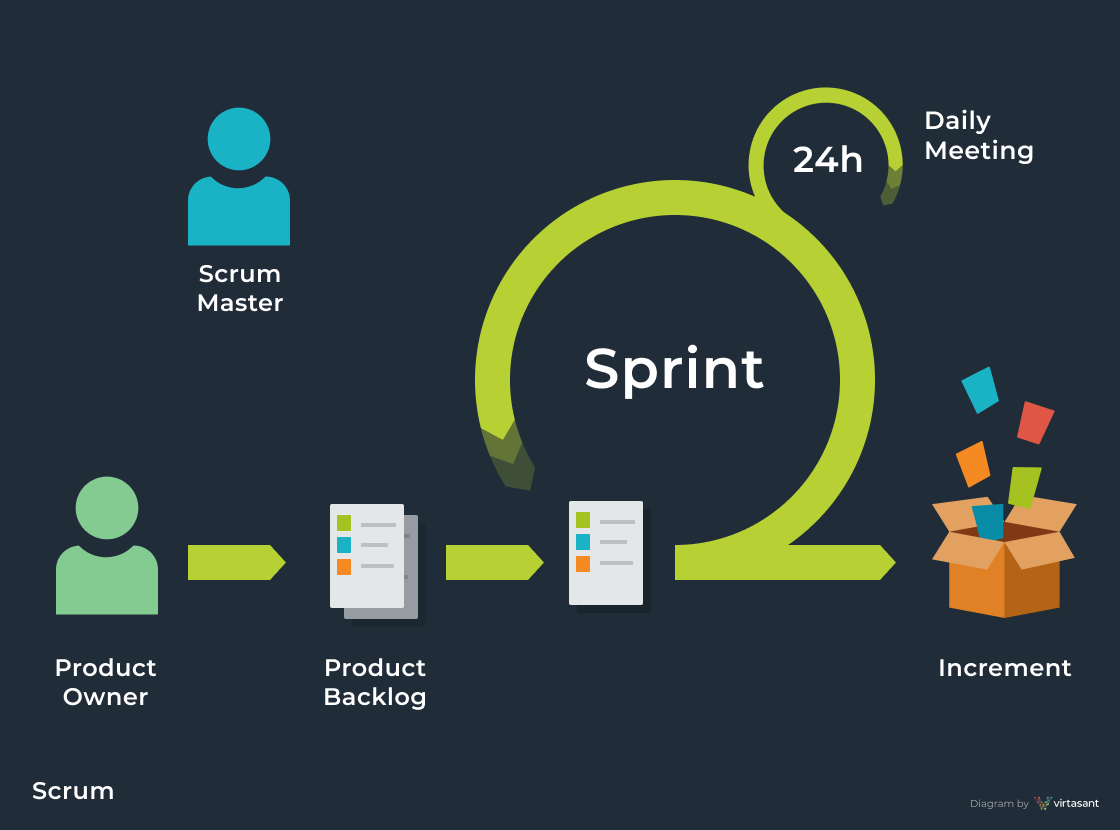 Daily
Meeting
24h
Scrum
Master
Sprint
Product
Owner
Product
Backlog
Increment
Scrum
Diagram by virtasant